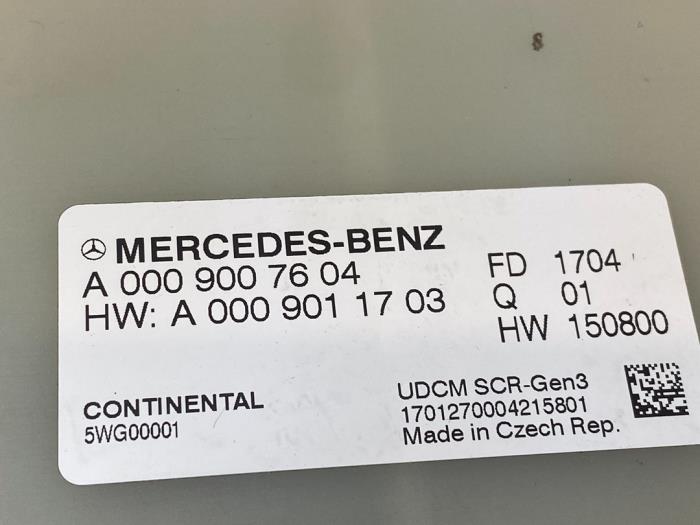 MERCEDES-BENZ
A 000 900 76 04
HW: A 000 901 17 03
FD 1704
Q 01
HW 150800
CONTINENTAL
5WG00001
UDCM SCR-Gen3
1701270004215801
Made in Czech Rep.